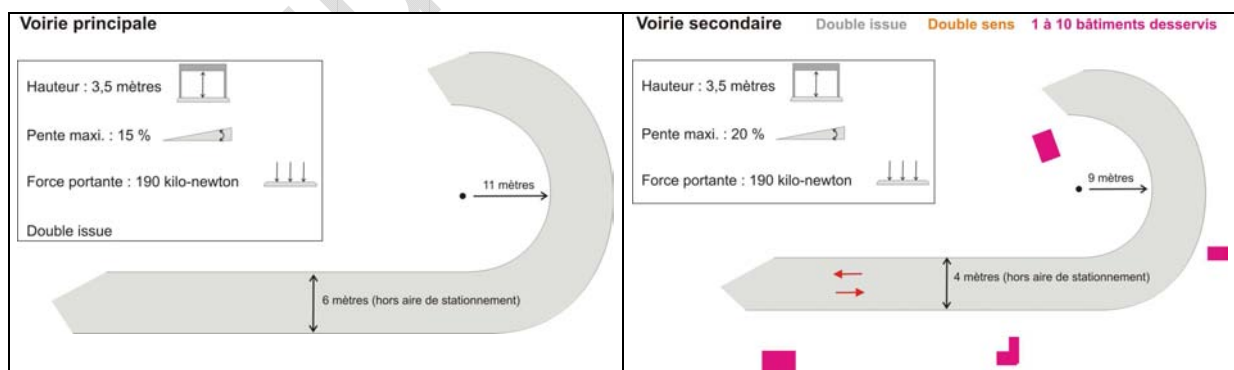 Voirie principale
Hauteur : 3,5 mètres
Pente maxi. : 15 %
Force portante : 190 kilo-newton
Double issue
11 mètres
6 mètres (hors aire de stationnement)
Voirie secondaire Double issue Double sens 1 à 10 bâtiments desservis
Hauteur : 3,5 mètres
Pente maxi. : 20 %
Force portante : 190 kilo-newton
9 mètres
4 mètres (hors aire de stationnement)